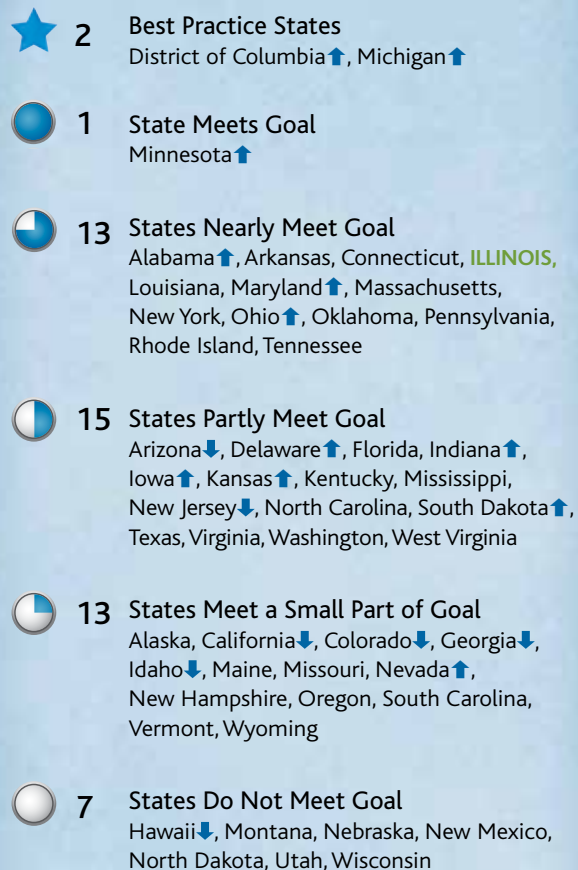 2 Best Practice States
District of Columbia⬆, Michigan⬆
1 State Meets Goal
Minnesota⬆
13 States Nearly Meet Goal
Alabama⬆, Arkansas, Connecticut, ILLINOIS,
Louisiana, Maryland⬆, Massachusetts,
New York, Ohio⬆, Oklahoma, Pennsylvania,
Rhode Island, Tennessee
15 States Partly Meet Goal
Arizona⬇, Delaware⬆, Florida, Indiana⬆,
Iowa⬆, Kansas⬆, Kentucky, Mississippi,
New Jersey⬇, North Carolina, South Dakota⬆,
Texas, Virginia, Washington, West Virginia
13 States Meet a Small Part of Goal
Alaska, California⬇, Colorado⬇, Georgia⬇,
Idaho⬇, Maine, Missouri, Nevada⬆,
New Hampshire, Oregon, South Carolina,
Vermont, Wyoming
7 States Do Not Meet Goal
Hawaii⬇, Montana, Nebraska, New Mexico,
North Dakota, Utah, Wisconsin